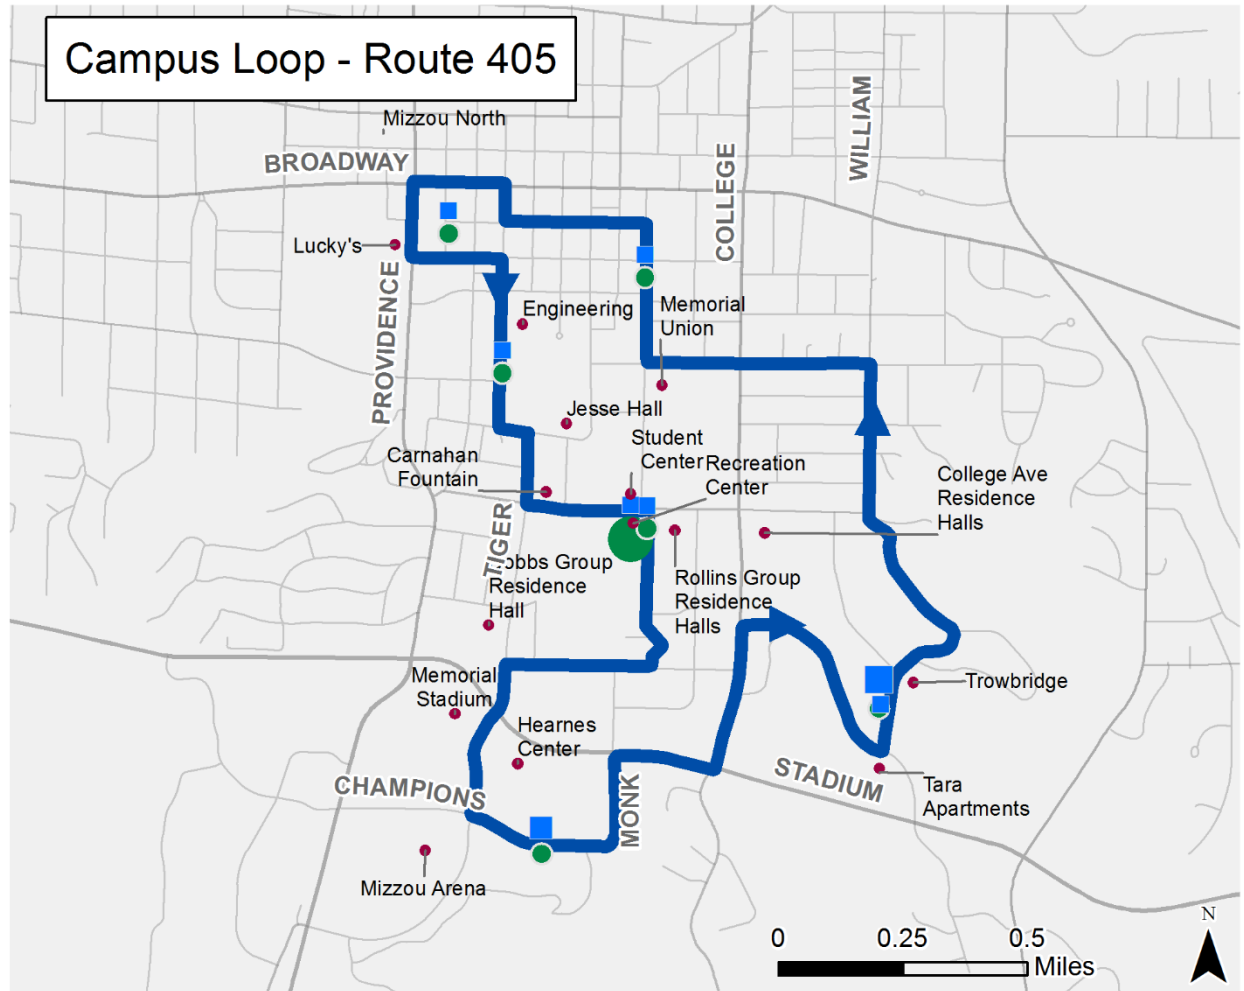 Campus Loop - Route 405
Mizzou North
BROADWAY
WILLIAM
COLLEGE
Lucky's
PROVIDENCE
Engineering
Memorial
Union
Jesse Hall
Student
Center
Recreation
Center
Carnahan
Fountain
College Ave
Residence
Halls
TIGER
obbs Group
Residence
Hall
Rollins Group
Residence
Halls
Memorial
Stadium
Trowbridge
Hearnes
Center
CHAMPIONS
MONK
STADIUM
Tara
Apartments
Mizzou Arena
N
0 0.25 0.5
Miles